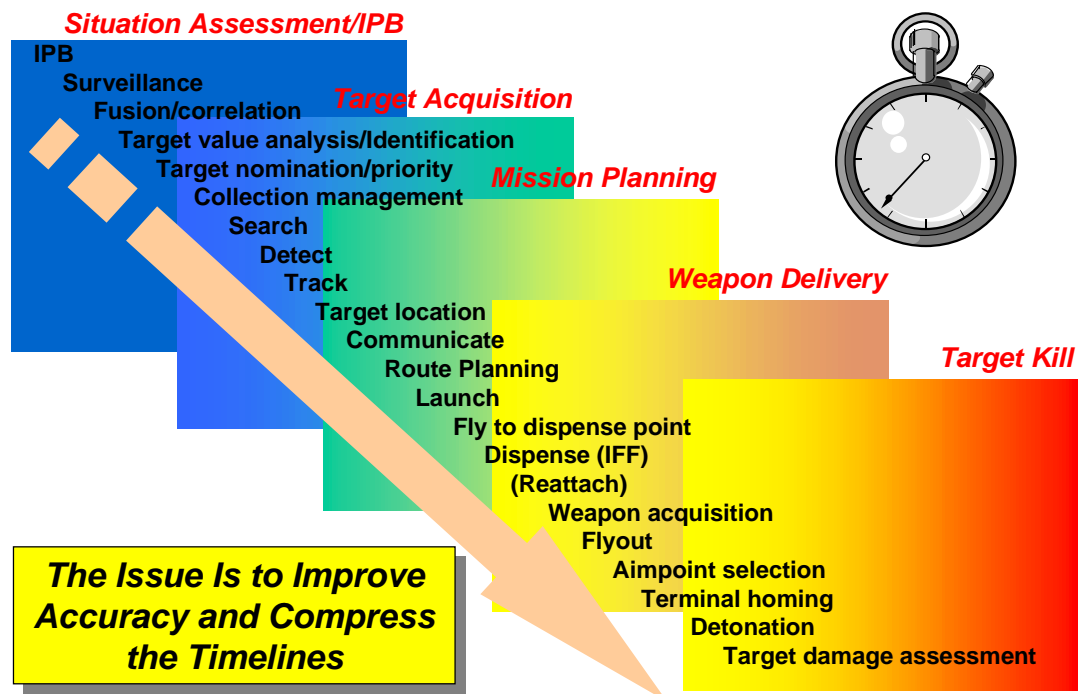 Situation Assessment/IPB
IPB
Surveillance
Fusion/correlation
Target Acquisition
Target value analysis/Identification
Target nomination/priority
Collection management
Mission Planning
Search
Detect
Track
Target location
Weapon Delivery
Communicate
Route Planning
Launch
Target Kill
Fly to dispense point
Dispense (IFF)
(Reattach)
Weapon acquisition
Flyout
Aimpoint selection
Terminal homing
Detonation
Target damage assessment
The Issue Is to Improve
Accuracy and Compress
the Timelines